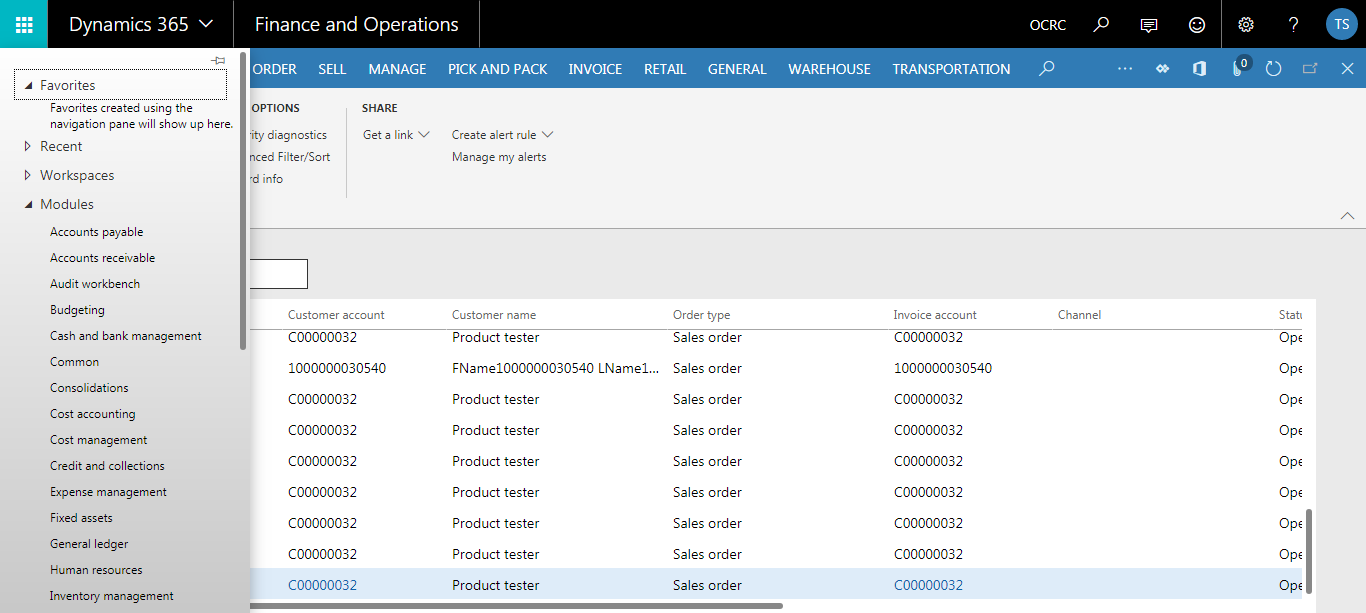 Dynamics 365 Finance and Operations OCRC TS
ORDER SELL MANAGE PICK AND PACK INVOICE RETAIL GENERAL WAREHOUSE TRANSPORTATION 0
Favorites
Favorites created using the
navigation pane will show up here.
Recent
Workspaces
Modules
Accounts payable
Accounts receivable
Audit workbench
Budgeting
Cash and bank management
Common
Consolidations
Cost accounting
Cost management
Credit and collections
Expense management
Fixed assets
General ledger
Human resources
Inventory management
OPTIONS SHARE
rity diagnostics Get a link Create alert rule
nced Filter/Sort Manage my alerts
rd info
Customer account Customer name Order type Invoice account Channel Statu
C00000032 Product tester Sales order C00000032 Ope
1000000030540 FName1000000030540 LName1... Sales order 1000000030540 Ope
C00000032 Product tester Sales order C00000032 Ope
C00000032 Product tester Sales order C00000032 Ope
C00000032 Product tester Sales order C00000032 Ope
C00000032 Product tester Sales order C00000032 Ope
C00000032 Product tester Sales order C00000032 Ope
C00000032 Product tester Sales order C00000032 Ope
C00000032 Product tester Sales order C00000032 Ope